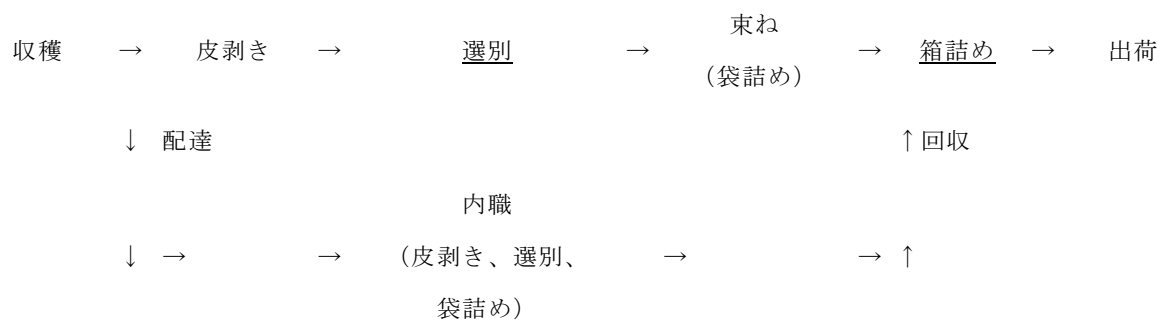 収穫 → 皮剥き → 選別 → 束ね(袋詰め) → 箱詰め → 出荷
↓ 配達 ↑回収
内職
↓ → → (皮剥き、選別、 → → ↑
袋詰め)